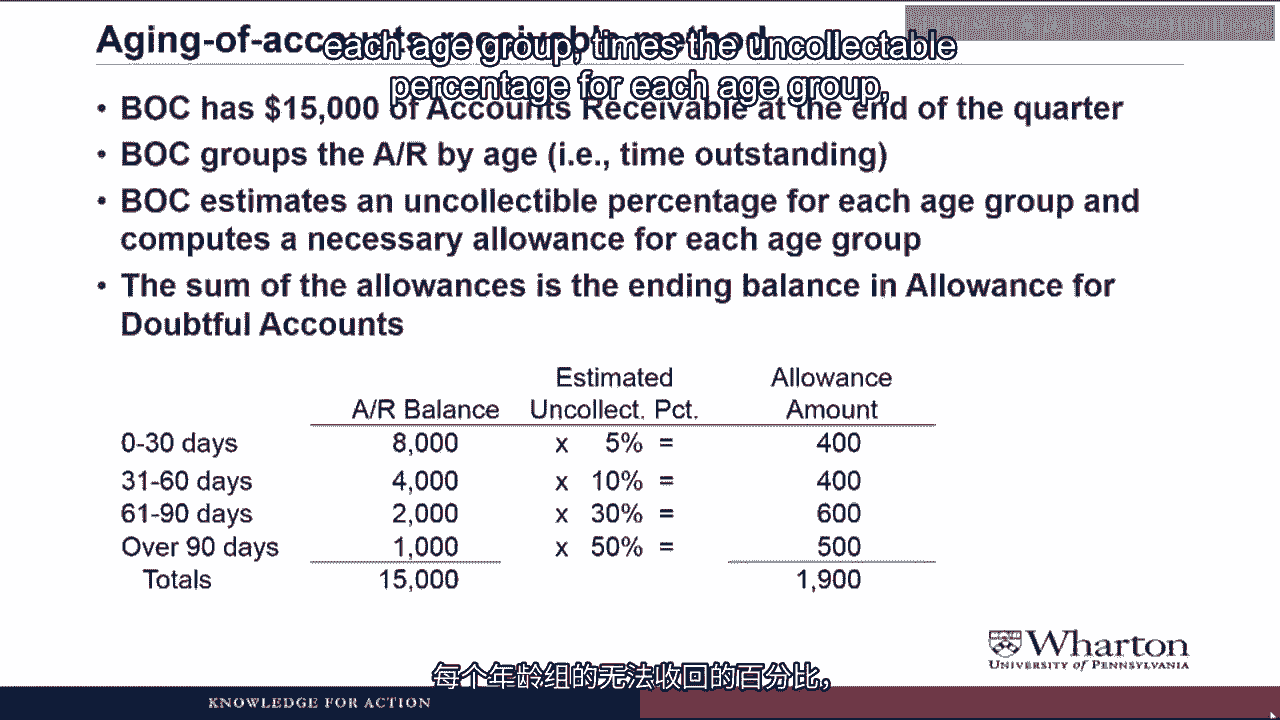 Aging-of-accounts receivable method
each age group, times the uncollectable
percentage for each age group,
• BOC has $15,000 of Accounts Receivable at the end of the quarter
• BOC groups the A/R by age (i.e., time outstanding)
• BOC estimates an uncollectible percentage for each age group and
computes a necessary allowance for each age group
• The sum of the allowances is the ending balance in Allowance for
Doubtful Accounts
Estimated Allowance
A/R Balance Uncollect. Pct. Amount
0-30 days 8,000 x 5% = 400
31-60 days 4,000 x 10% = 400
61-90 days 2,000 x 30% = 600
Over 90 days 1,000 x 50% = 500
Totals 15,000 1,900
Wharton
UNIVERSITY of PENNSYLVANIA
每个年龄组的无法收回的百分比,
KNOWLEDGE FOR ACTION